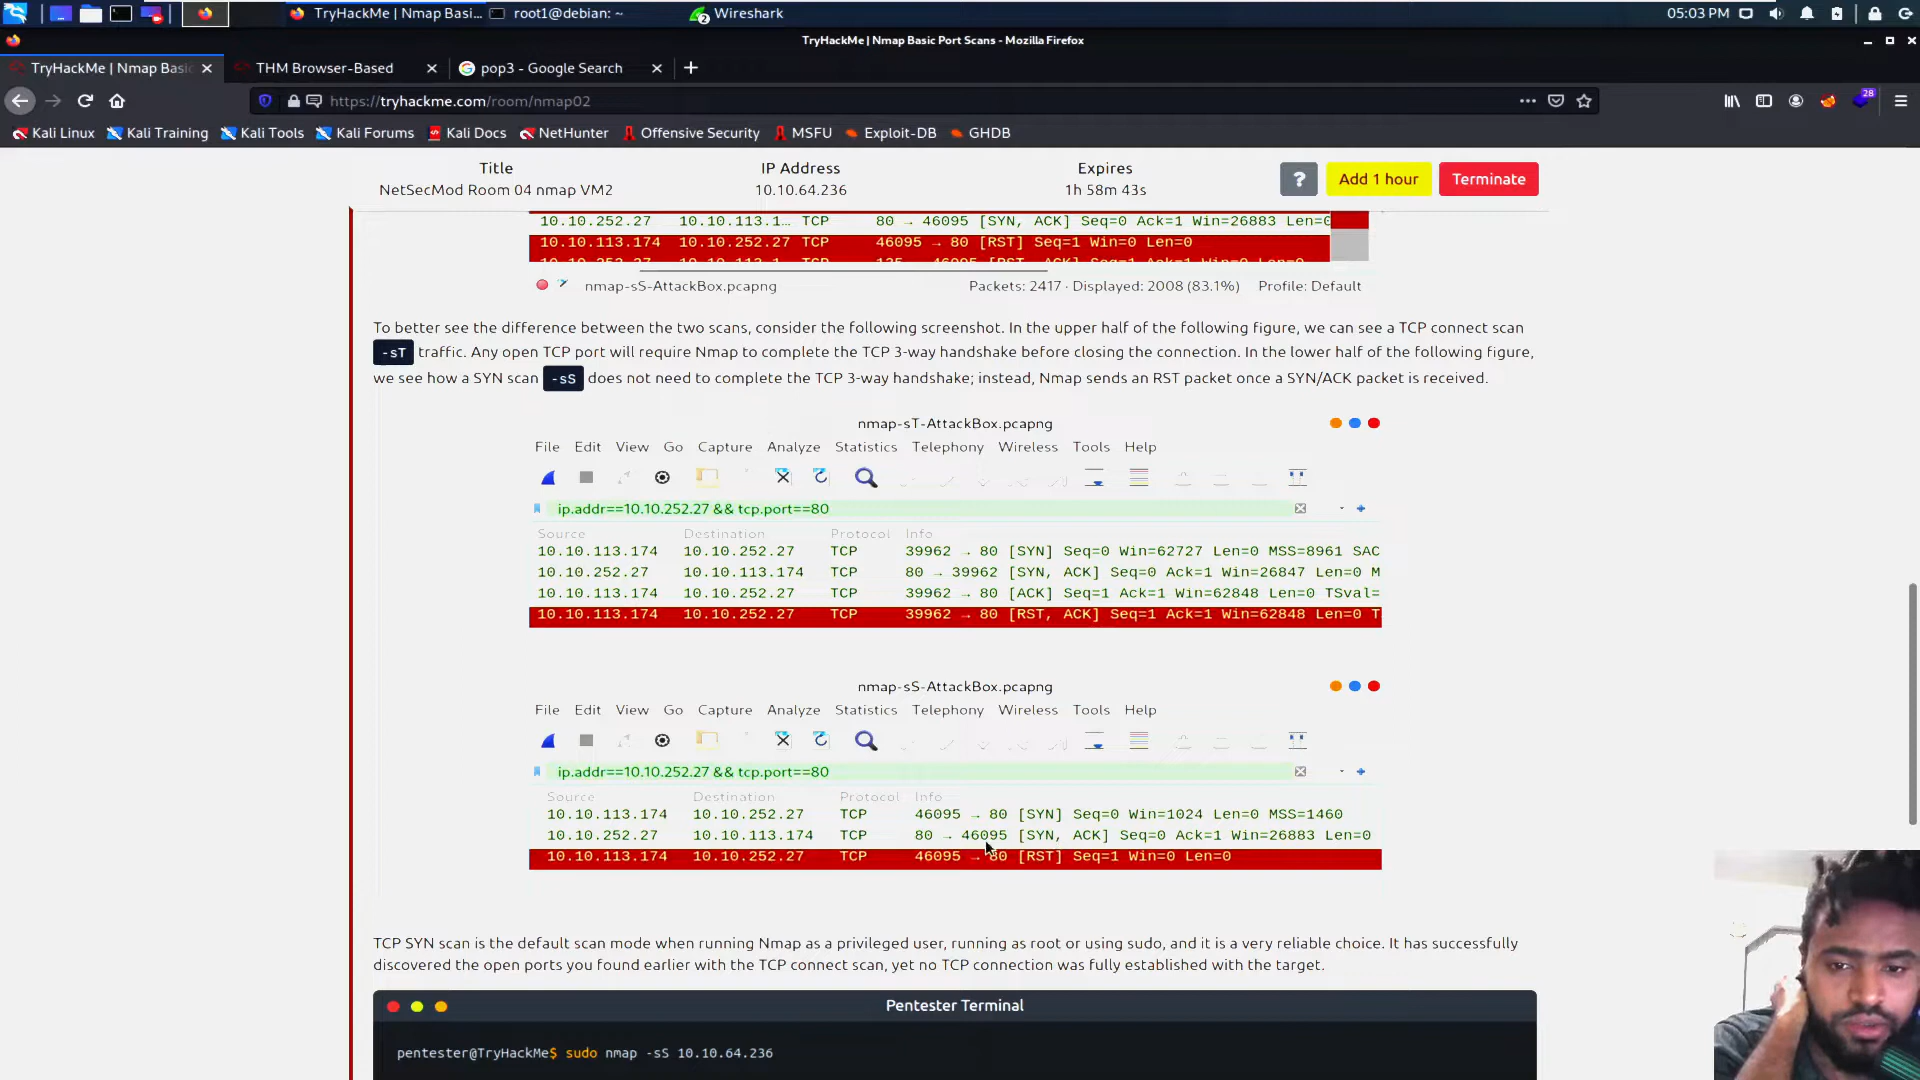 TryHackMe | Nmap Basi... root1@debian: ~ Wireshark 05:03 PM
TryHackMe | Nmap Basic Port Scans - Mozilla Firefox
TryHackMe | Nmap Basic THM Browser-Based pop3 - Google Search
https://tryhackme.com/room/nmap02 28
Kali Linux Kali Training Kali Tools Kali Forums Kali Docs NetHunter Offensive Security MSFU Exploit-DB GHDB
Title IP Address Expires
NetSecMod Room 04 nmap VM2 10.10.64.236 1h 58m 43s ? Add 1 hour Terminate
10.10.252.27 10.10.113.1... TCP 80 → 46095 [SYN, ACK] Seq=0 Ack=1 Win=26883 Len=0
10.10.113.174 10.10.252.27 TCP 46095 → 80 [RST] Seq=1 Win=0 Len=0
nmap-sS-AttackBox.pcapng Packets: 2417 · Displayed: 2008 (83.1%) Profile: Default
To better see the difference between the two scans, consider the following screenshot. In the upper half of the following figure, we can see a TCP connect scan
-sT traffic. Any open TCP port will require Nmap to complete the TCP 3-way handshake before closing the connection. In the lower half of the following figure,
we see how a SYN scan -sS does not need to complete the TCP 3-way handshake; instead, Nmap sends an RST packet once a SYN/ACK packet is received.
nmap-sT-AttackBox.pcapng
File Edit View Go Capture Analyze Statistics Telephony Wireless Tools Help
ip.addr==10.10.252.27 && tcp.port==80
Source Destination Protocol Info
10.10.113.174 10.10.252.27 TCP 39962 → 80 [SYN] Seq=0 Win=62727 Len=0 MSS=8961 SAC
10.10.252.27 10.10.113.174 TCP 80 → 39962 [SYN, ACK] Seq=0 Ack=1 Win=26847 Len=0 M
10.10.113.174 10.10.252.27 TCP 39962 → 80 [ACK] Seq=1 Ack=1 Win=62848 Len=0 TSval=
10.10.113.174 10.10.252.27 TCP 39962 → 80 [RST, ACK] Seq=1 Ack=1 Win=62848 Len=0 T
nmap-sS-AttackBox.pcapng
File Edit View Go Capture Analyze Statistics Telephony Wireless Tools Help
ip.addr==10.10.252.27 && tcp.port==80
Source Destination Protocol Info
10.10.113.174 10.10.252.27 TCP 46095 → 80 [SYN] Seq=0 Win=1024 Len=0 MSS=1460
10.10.252.27 10.10.113.174 TCP 80 → 46095 [SYN, ACK] Seq=0 Ack=1 Win=26883 Len=0
10.10.113.174 10.10.252.27 TCP 46095 → 80 [RST] Seq=1 Win=0 Len=0
TCP SYN scan is the default scan mode when running Nmap as a privileged user, running as root or using sudo, and it is a very reliable choice. It has successfully
discovered the open ports you found earlier with the TCP connect scan, yet no TCP connection was fully established with the target.
Pentester Terminal
pentester@TryHackMe$ sudo nmap -sS 10.10.64.236